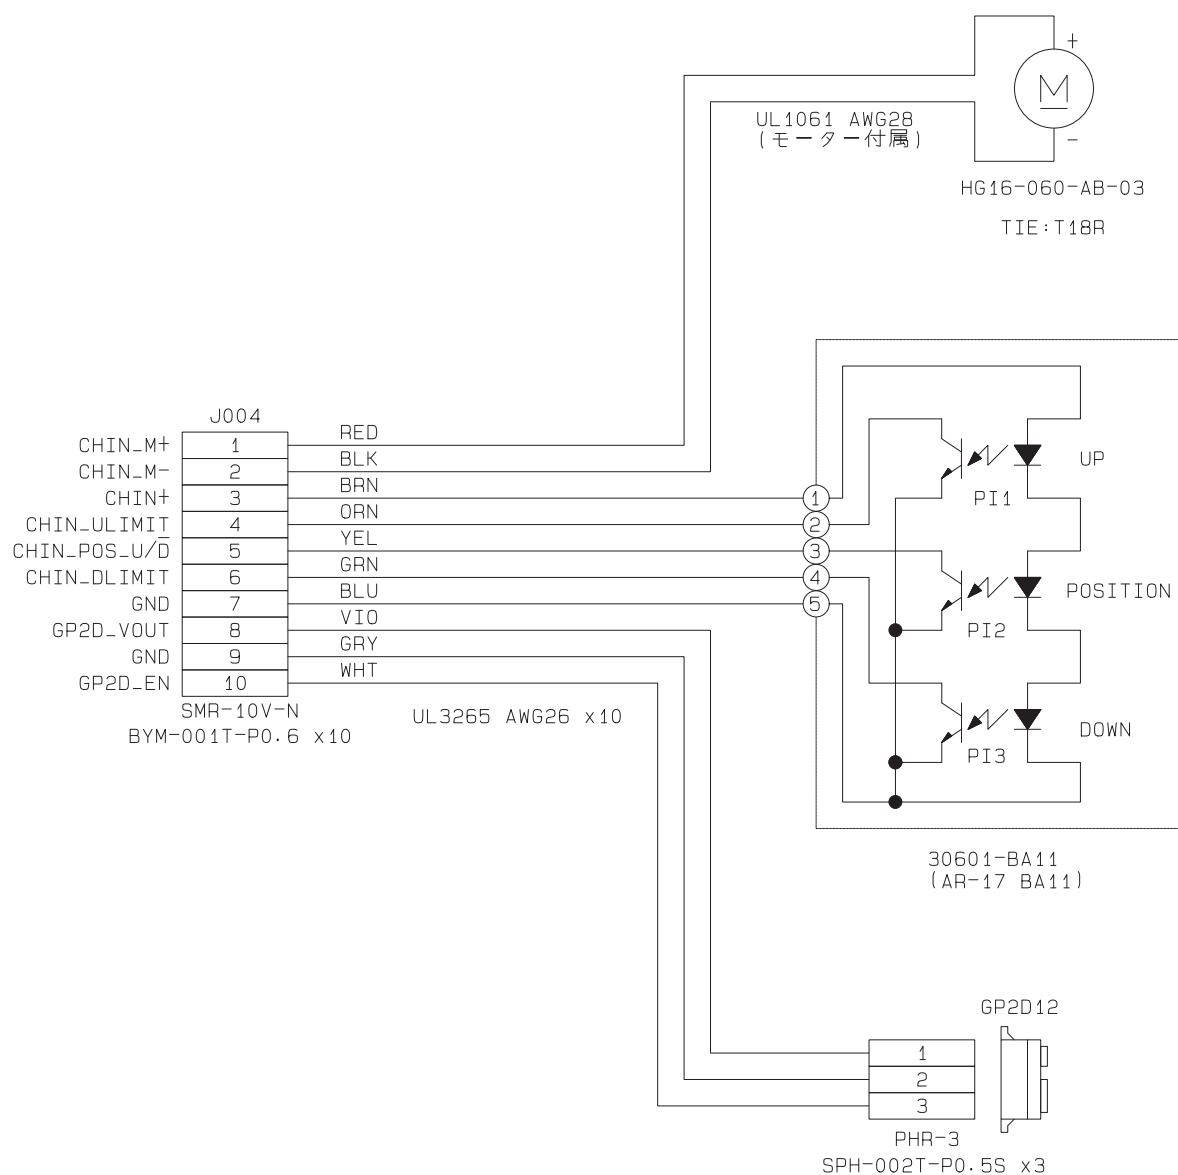 +
M
-
UL1061 AWG28
(モーター付属)
HG16-060-AB-03
TIE:T18R
J004
CHIN_M+ 1 RED
CHIN_M- 2 BLK
CHIN+ 3 BRN 1
CHIN_ULIMIT 4 ORN 2
CHIN_POS_U/D̅ 5 YEL 3
CHIN_DLIMIT 6 GRN 4
GND 7 BLU 5
GP2D_VOUT 8 VIO
GND 9 GRY
GP2D_EN 10 WHT
SMR-10V-N
BYM-001T-P0.6 x10
UL3265 AWG26 x10
UP
PI1
POSITION
PI2
DOWN
PI3
30601-BA11
(AR-17 BA11)
GP2D12
1
2
3
PHR-3
SPH-002T-P0.5S x3